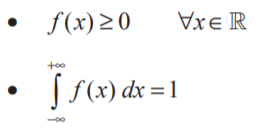 • f(x) ≥ 0 ∀x ∈ ℝ
• ∫_{-∞}^{+∞} f(x) dx = 1